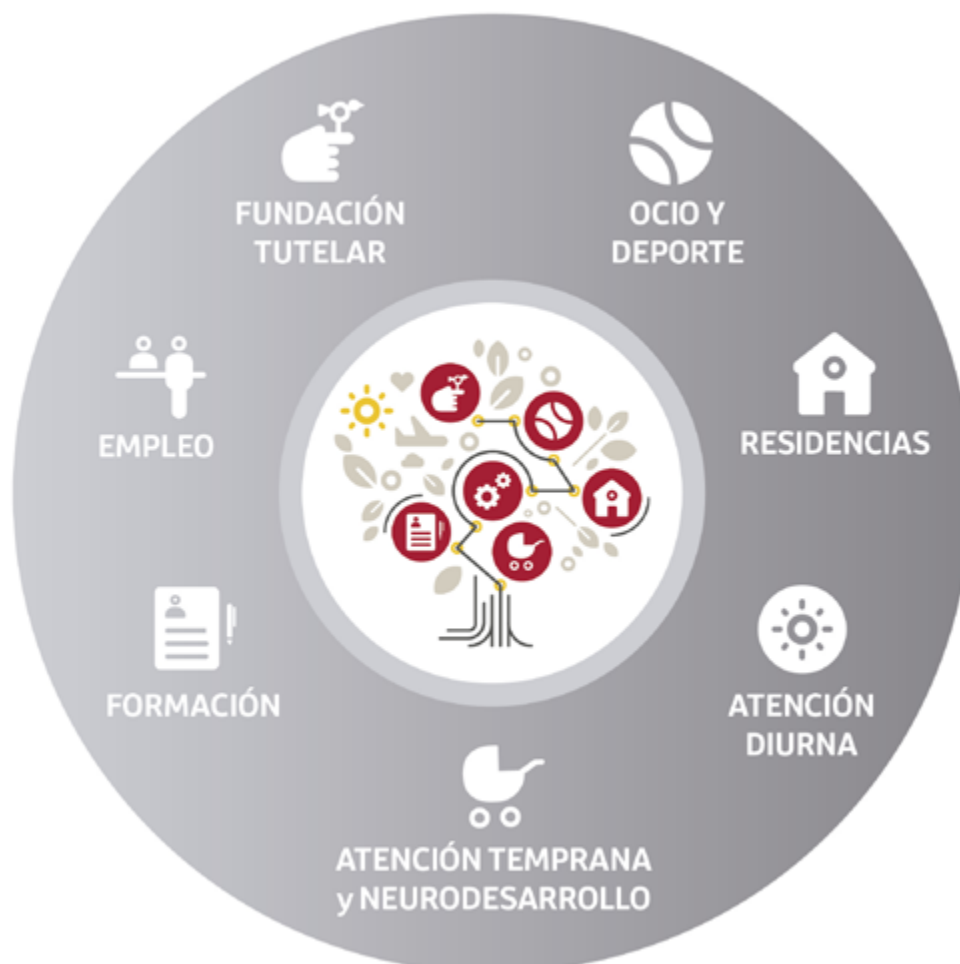 FUNDACIÓN
TUTELAR
OCIO Y
DEPORTE
EMPLEO
RESIDENCIAS
FORMACIÓN
ATENCIÓN
DIURNA
ATENCIÓN TEMPRANA
y NEURODESARROLLO